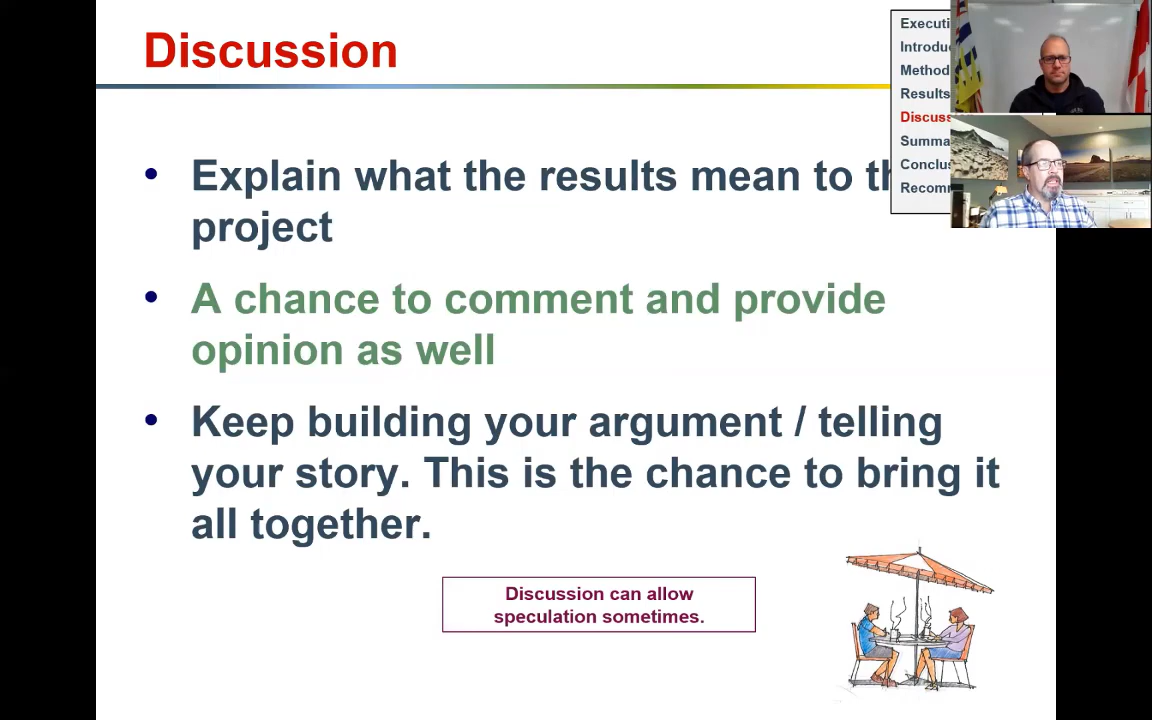 Discussion
Executi
Introdu
Method
Results
Discuss
Summa
Conclus
Recomm
• Explain what the results mean to th
project
• A chance to comment and provide
opinion as well
• Keep building your argument / telling
your story. This is the chance to bring it
all together.
Discussion can allow
speculation sometimes.